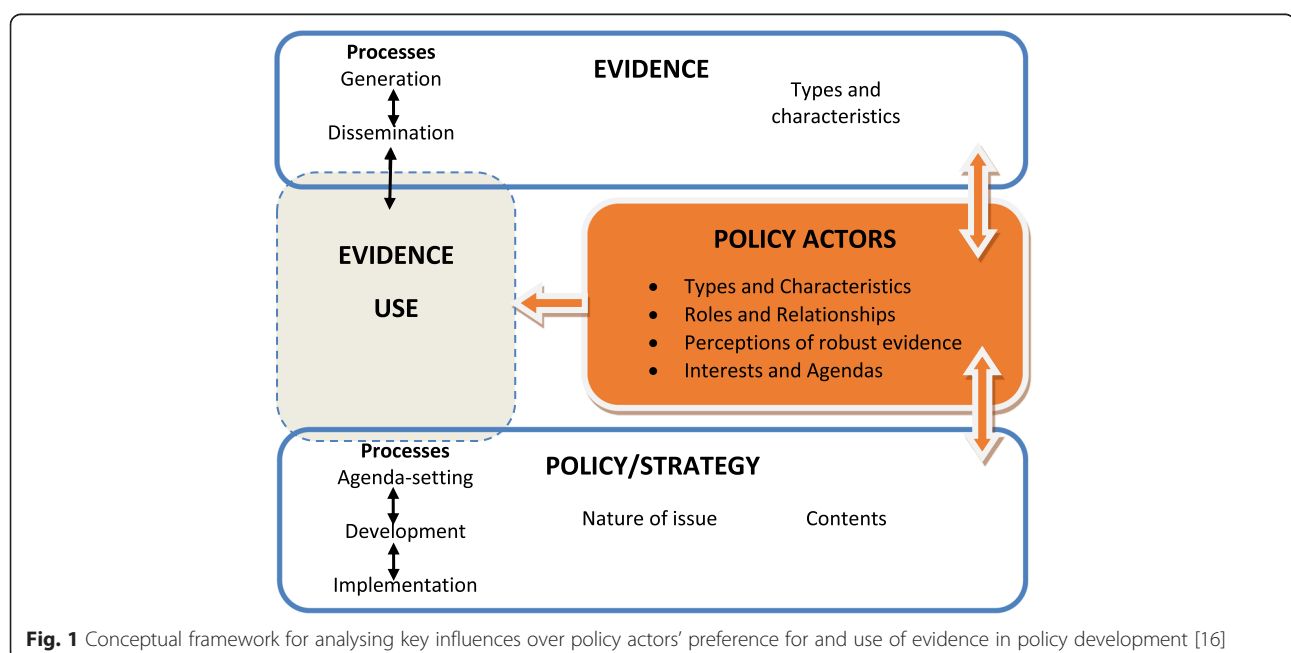 Processes
Generation
Dissemination
EVIDENCE
Types and
characteristics
EVIDENCE
USE
POLICY ACTORS
• Types and Characteristics
• Roles and Relationships
• Perceptions of robust evidence
• Interests and Agendas
Processes
Agenda-setting
Development
Implementation
POLICY/STRATEGY
Nature of issue
Contents
Fig. 1 Conceptual framework for analysing key influences over policy actors’ preference for and use of evidence in policy development [16]